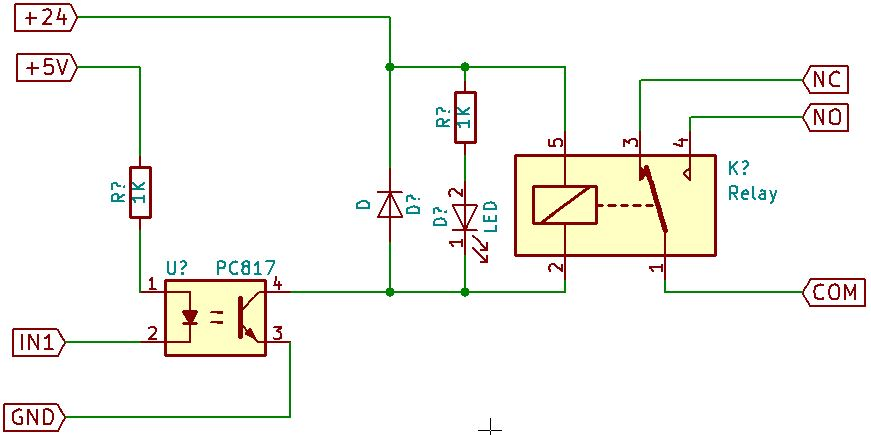 +24
+5V
NC
NO
R?
1K
5
3
4
K?
Relay
R?
1K
D
D?
2
D?
LED
1
U?
PC817
1
4
2
1
COM
IN1
2
3
GND